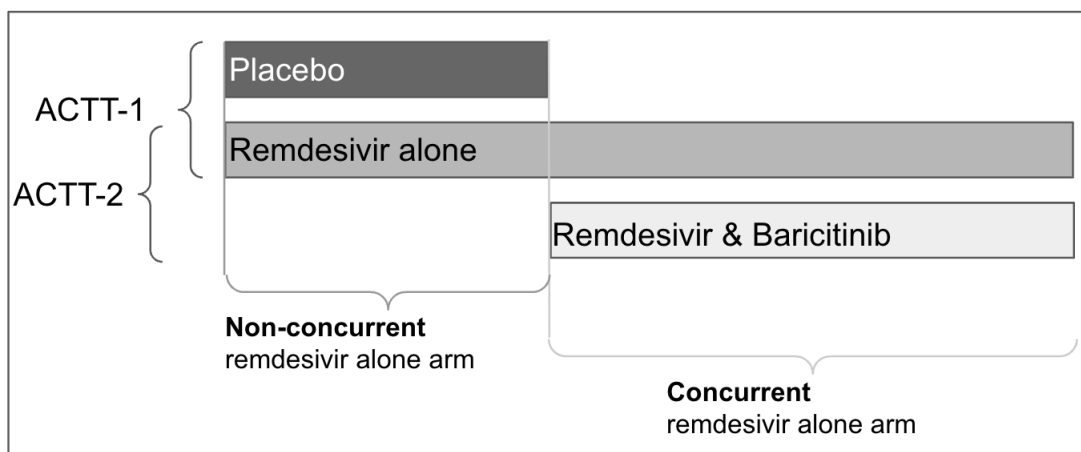 Placebo
ACTT-1
Remdesivir alone
ACTT-2
Remdesivir & Baricitinib
Non-concurrent
remdesivir alone arm
Concurrent
remdesivir alone arm